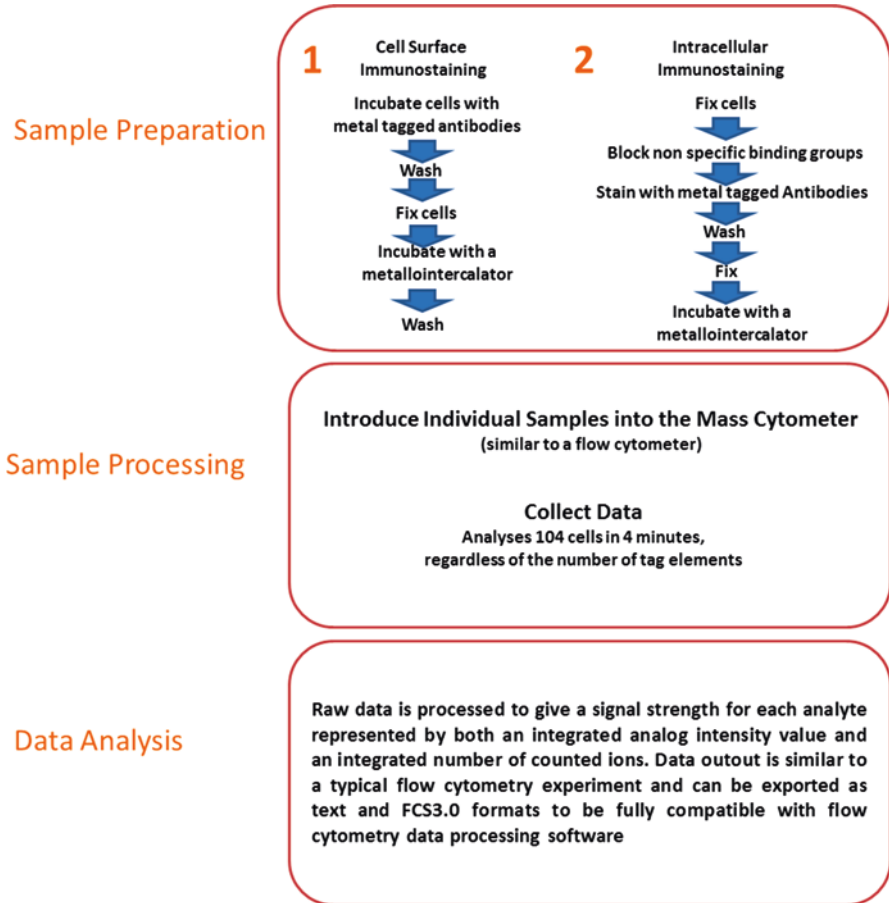 Sample Preparation
1
Cell Surface
Immunostaining
Incubate cells with
metal tagged antibodies
Wash
Fix cells
Incubate with a
metallointercalator
Wash
2
Intracellular
Immunostaining
Fix cells
Block non specific binding groups
Stain with metal tagged Antibodies
Wash
Fix
Incubate with a
metallointercalator
Sample Processing
Introduce Individual Samples into the Mass Cytometer
(similar to a flow cytometer)
Collect Data
Analyses 104 cells in 4 minutes,
regardless of the number of tag elements
Data Analysis
Raw data is processed to give a signal strength for each analyte
represented by both an integrated analog intensity value and
an integrated number of counted ions. Data outout is similar to
a typical flow cytometry experiment and can be exported as
text and FCS3.0 formats to be fully compatible with flow
cytometry data processing software